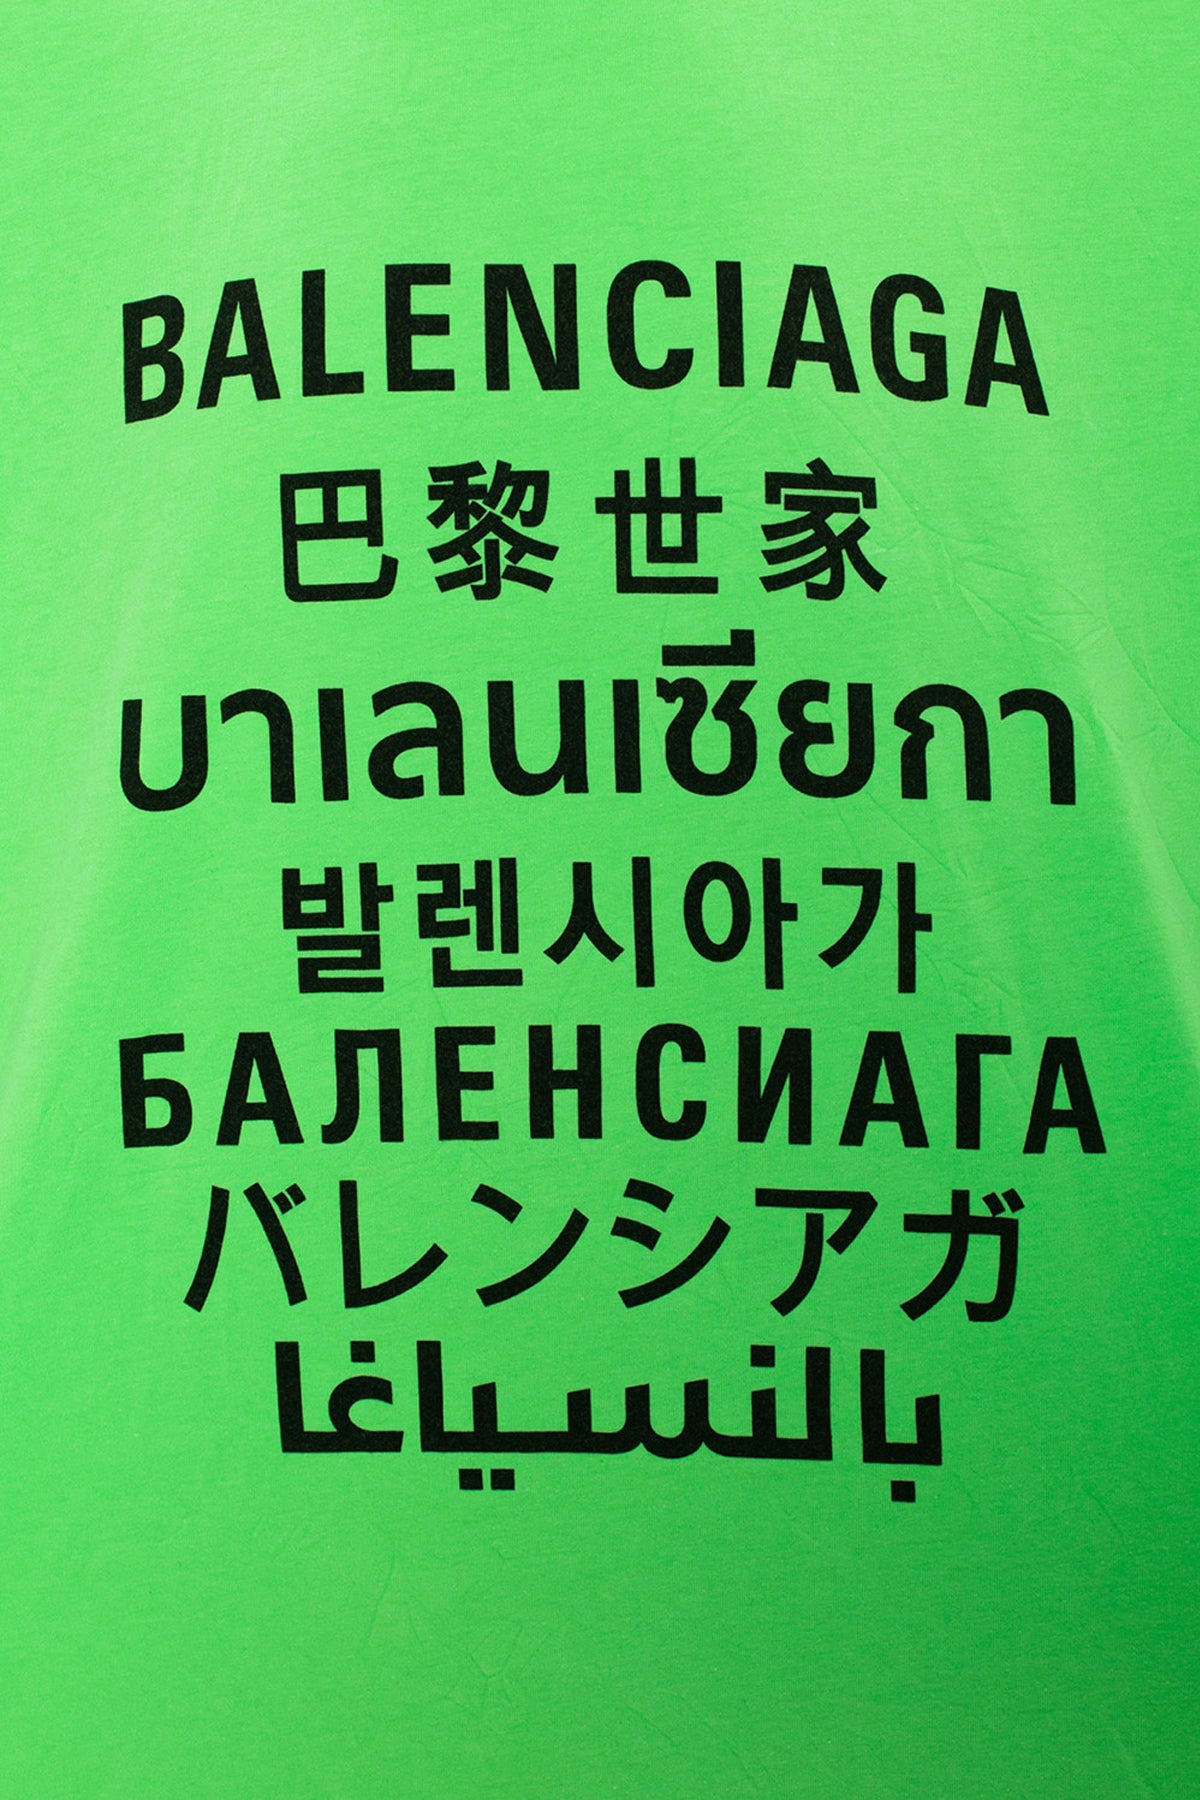 BALENCIAGA
巴黎世家
บาเลนเซียกา
발렌시아가
БАЛЕНСИАГА
バレンシアガ
بالنسياغا